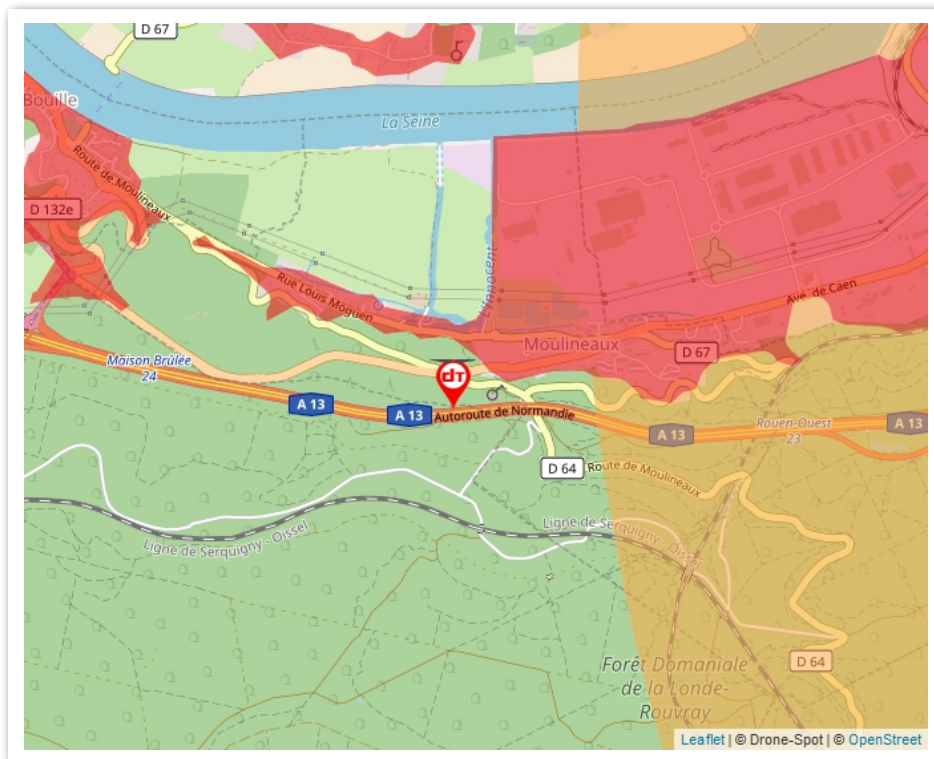 D 67
Bouille
La Seine
Route de Moulineaux
D 132e
L'Innocent
Rue Louis Moguen
Ave. de Caen
Moulineaux
D 67
Maison Brûlée
24
dT
A 13
A 13
Autoroute de Normandie
A 13
Rouen-Ouest
23
A 13
D 64
Route de Moulineaux
Ligne de Serquigny - Oissel
Ligne de Serquigny - Oissel
Forêt Domaniale
de la Londe-
Rouvray
D 64
Leaflet | © Drone-Spot | © OpenStreet